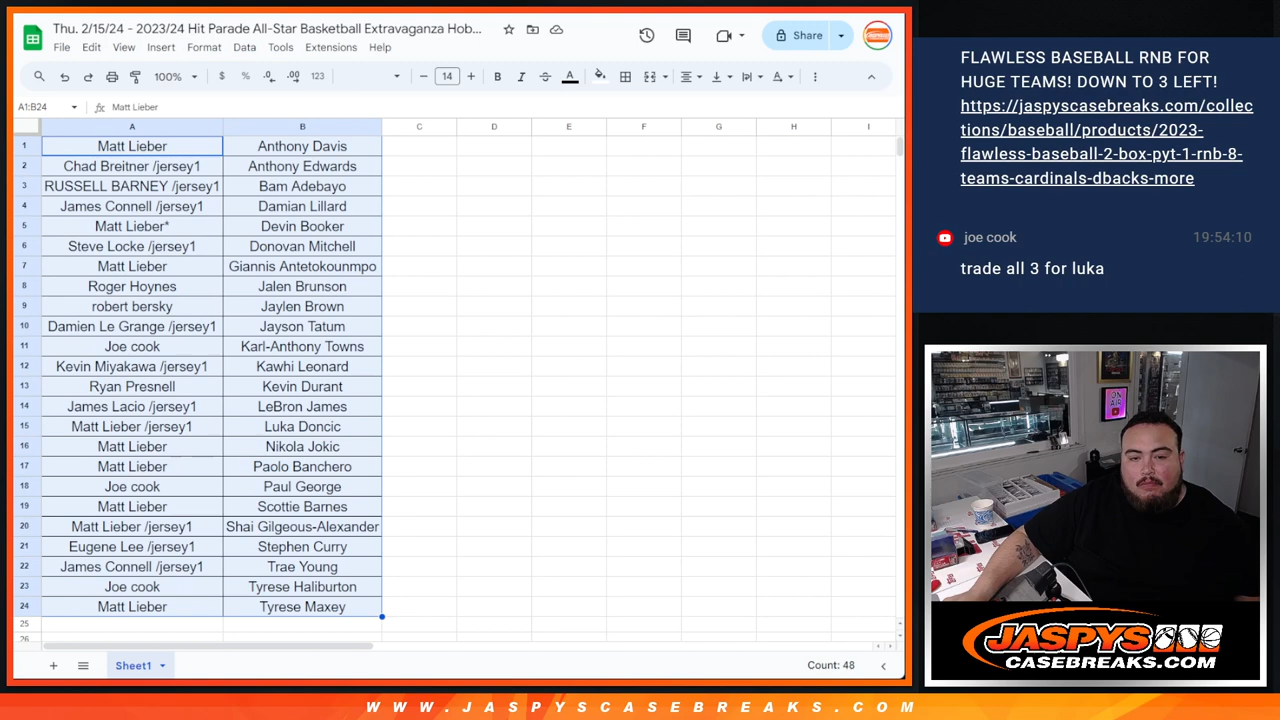 Thu. 2/15/24 - 2023/24 Hit Parade All-Star Basketball Extravaganza Hob...
File Edit View Insert Format Data Tools Extensions Help
Share
100% $ % .0 .00 123 14
A1:B24 fx Matt Lieber
A B C D E F G H I
1 Matt Lieber Anthony Davis
2 Chad Breitner /jersey1 Anthony Edwards
3 RUSSELL BARNEY /jersey1 Bam Adebayo
4 James Connell /jersey1 Damian Lillard
5 Matt Lieber* Devin Booker
6 Steve Locke /jersey1 Donovan Mitchell
7 Matt Lieber Giannis Antetokounmpo
8 Roger Hoynes Jalen Brunson
9 robert bersky Jaylen Brown
10 Damien Le Grange /jersey1 Jayson Tatum
11 Joe cook Karl-Anthony Towns
12 Kevin Miyakawa /jersey1 Kawhi Leonard
13 Ryan Presnell Kevin Durant
14 James Lacio /jersey1 LeBron James
15 Matt Lieber /jersey1 Luka Doncic
16 Matt Lieber Nikola Jokic
17 Matt Lieber Paolo Banchero
18 Joe cook Paul George
19 Matt Lieber Scottie Barnes
20 Matt Lieber /jersey1 Shai Gilgeous-Alexander
21 Eugene Lee /jersey1 Stephen Curry
22 James Connell /jersey1 Trae Young
23 Joe cook Tyrese Haliburton
24 Matt Lieber Tyrese Maxey
25
26
Sheet1 Count: 48
FLAWLESS BASEBALL RNB FOR
HUGE TEAMS! DOWN TO 3 LEFT!
https://jaspyscasebreaks.com/collec
tions/baseball/products/2023-
flawless-baseball-2-box-pyt-1-rnb-8-
teams-cardinals-dbacks-more
joe cook 19:54:10
trade all 3 for luka
ON AIR
JASPYS
CASEBREAKS.COM
WWW.JASPYSCASEBREAKS.COM